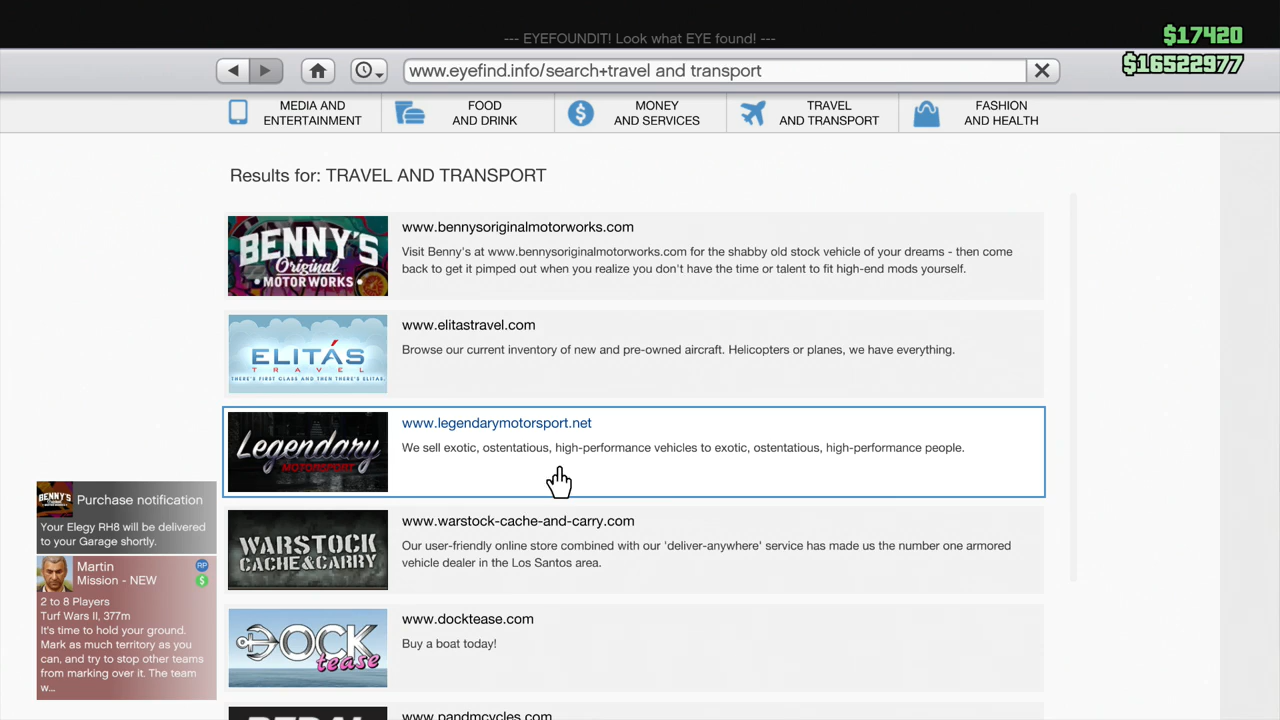 --- EYEFOUNDIT! Look what EYE found! ---
$17420
$16522977
www.eyefind.info/search+travel and transport
MEDIA AND
ENTERTAINMENT
FOOD
AND DRINK
MONEY
AND SERVICES
TRAVEL
AND TRANSPORT
FASHION
AND HEALTH
Results for: TRAVEL AND TRANSPORT
BENNY'S
Original
• MOTOR WORKS •
www.bennysoriginalmotorworks.com
Visit Benny's at www.bennysoriginalmotorworks.com for the shabby old stock vehicle of your dreams - then come
back to get it pimped out when you realize you don't have the time or talent to fit high-end mods yourself.
ELITÁS
TRAVEL
THERE'S FIRST CLASS AND THEN THERE'S ELITAS.
www.elitastravel.com
Browse our current inventory of new and pre-owned aircraft. Helicopters or planes, we have everything.
Legendary
MOTORSPORT
www.legendarymotorsport.net
We sell exotic, ostentatious, high-performance vehicles to exotic, ostentatious, high-performance people.
WARSTOCK
CACHE & CARRY
www.warstock-cache-and-carry.com
Our user-friendly online store combined with our 'deliver-anywhere' service has made us the number one armored
vehicle dealer in the Los Santos area.
DOCK
tease
www.docktease.com
Buy a boat today!
www.pandmcycles.com
BENNY'S
Purchase notification
Your Elegy RH8 will be delivered
to your Garage shortly.
Martin
RP
Mission - NEW
$
2 to 8 Players
Turf Wars II, 377m
It's time to hold your ground.
Mark as much territory as you
can, and try to stop other teams
from marking over it. The team
w...